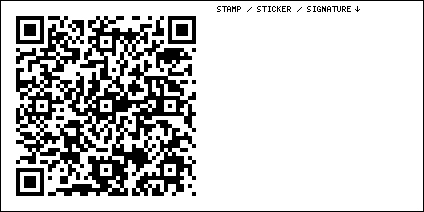 STAMP / STICKER / SIGNATURE ↓